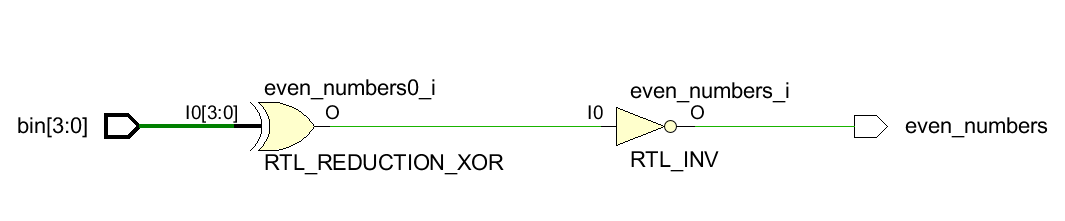 even_numbers0_i
even_numbers_i
I0[3:0]
O
I0
O
bin[3:0]
even_numbers
RTL_REDUCTION_XOR
RTL_INV